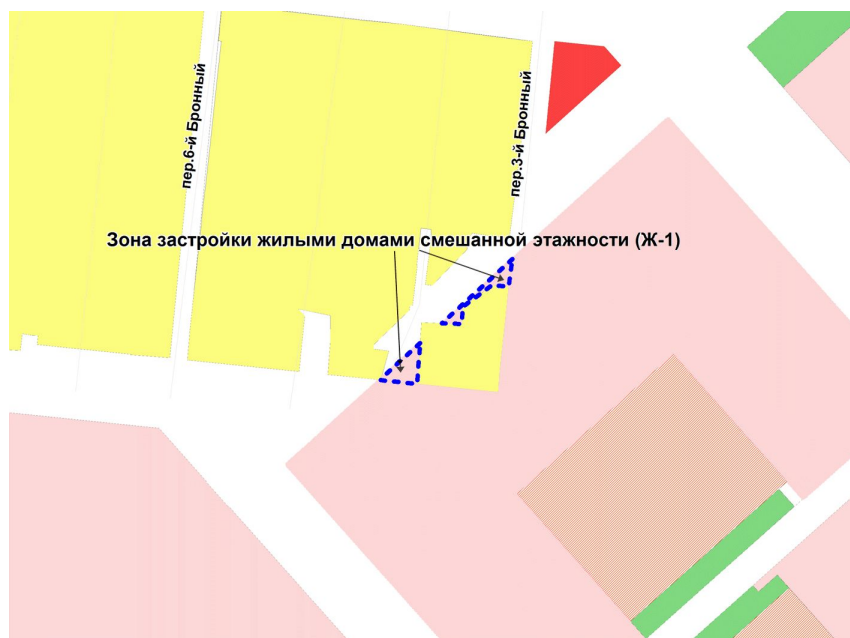 пер.6-й Бронный
пер.3-й Бронный
Зона застройки жилыми домами смешанной этажности (Ж-1)